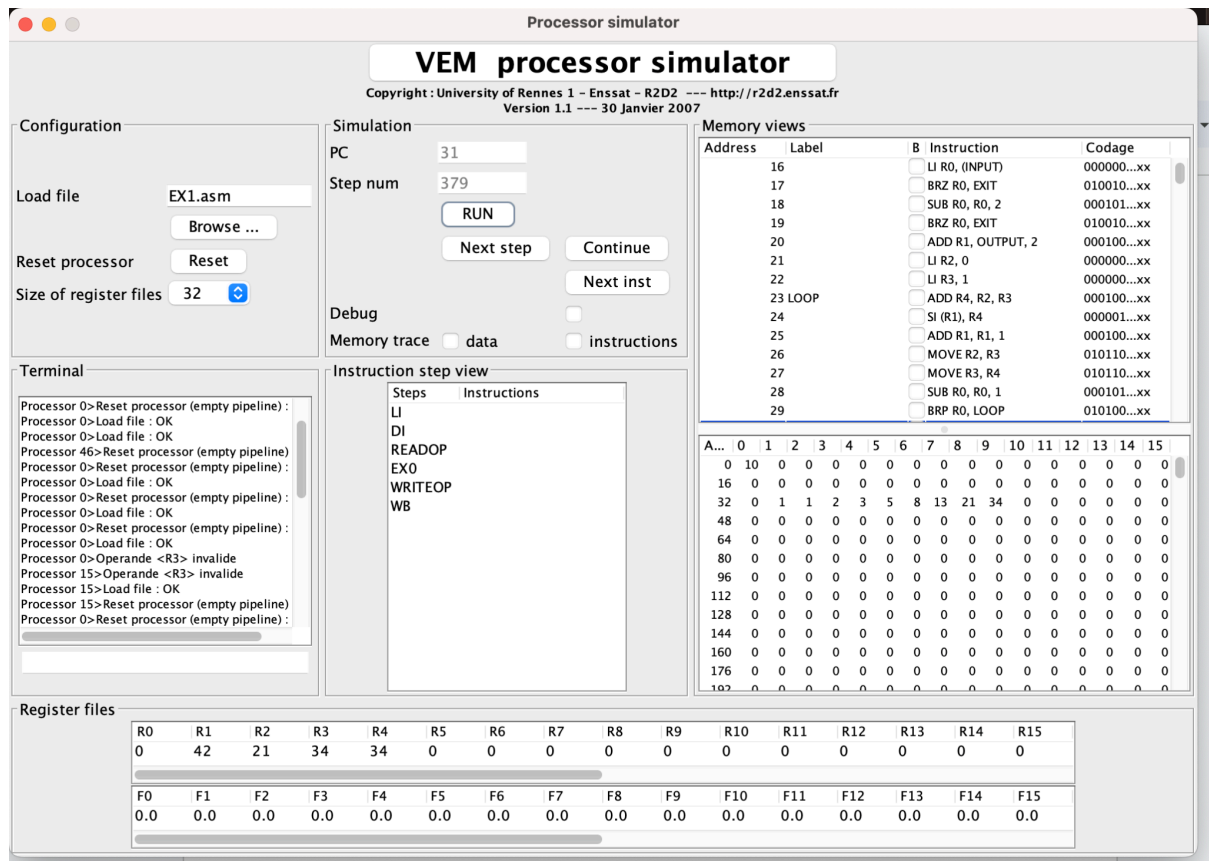 Processor simulator
VEM processor simulator
Copyright : University of Rennes 1 - Enssat - R2D2 --- http://r2d2.enssat.fr
Version 1.1 --- 30 Janvier 2007
Configuration
Load file EX1.asm
Browse ...
Reset processor Reset
Size of register files 32
Simulation
PC 31
Step num 379
RUN
Next step Continue
Next inst
Debug
Memory trace data instructions
Memory views
Address Label B Instruction Codage
16 LI R0, (INPUT) 000000...xx
17 BRZ R0, EXIT 010010...xx
18 SUB R0, R0, 2 000101...xx
19 BRZ R0, EXIT 010010...xx
20 ADD R1, OUTPUT, 2 000100...xx
21 LI R2, 0 000000...xx
22 LI R3, 1 000000...xx
23 LOOP ADD R4, R2, R3 000100...xx
24 SI (R1), R4 000001...xx
25 ADD R1, R1, 1 000100...xx
26 MOVE R2, R3 010110...xx
27 MOVE R3, R4 010110...xx
28 SUB R0, R0, 1 000101...xx
29 BRP R0, LOOP 010100...xx
Terminal
Processor 0>Reset processor (empty pipeline) :
Processor 0>Load file : OK
Processor 0>Load file : OK
Processor 46>Reset processor (empty pipeline)
Processor 0>Reset processor (empty pipeline) :
Processor 0>Load file : OK
Processor 0>Reset processor (empty pipeline) :
Processor 0>Load file : OK
Processor 0>Reset processor (empty pipeline) :
Processor 0>Load file : OK
Processor 0>Operande <R3> invalide
Processor 15>Operande <R3> invalide
Processor 15>Load file : OK
Processor 15>Reset processor (empty pipeline)
Processor 0>Reset processor (empty pipeline) :
Instruction step view
Steps Instructions
LI
DI
READOP
EX0
WRITEOP
WB
A... 0 1 2 3 4 5 6 7 8 9 10 11 12 13 14 15
0 10 0 0 0 0 0 0 0 0 0 0 0 0 0 0 0
16 0 0 0 0 0 0 0 0 0 0 0 0 0 0 0 0
32 0 1 1 2 3 5 8 13 21 34 0 0 0 0 0 0
48 0 0 0 0 0 0 0 0 0 0 0 0 0 0 0 0
64 0 0 0 0 0 0 0 0 0 0 0 0 0 0 0 0
80 0 0 0 0 0 0 0 0 0 0 0 0 0 0 0 0
96 0 0 0 0 0 0 0 0 0 0 0 0 0 0 0 0
112 0 0 0 0 0 0 0 0 0 0 0 0 0 0 0 0
128 0 0 0 0 0 0 0 0 0 0 0 0 0 0 0 0
144 0 0 0 0 0 0 0 0 0 0 0 0 0 0 0 0
160 0 0 0 0 0 0 0 0 0 0 0 0 0 0 0 0
176 0 0 0 0 0 0 0 0 0 0 0 0 0 0 0 0
192 0 0 0 0 0 0 0 0 0 0 0 0 0 0 0 0
Register files
R0 R1 R2 R3 R4 R5 R6 R7 R8 R9 R10 R11 R12 R13 R14 R15
0 42 21 34 34 0 0 0 0 0 0 0 0 0 0 0
F0 F1 F2 F3 F4 F5 F6 F7 F8 F9 F10 F11 F12 F13 F14 F15
0.0 0.0 0.0 0.0 0.0 0.0 0.0 0.0 0.0 0.0 0.0 0.0 0.0 0.0 0.0 0.0